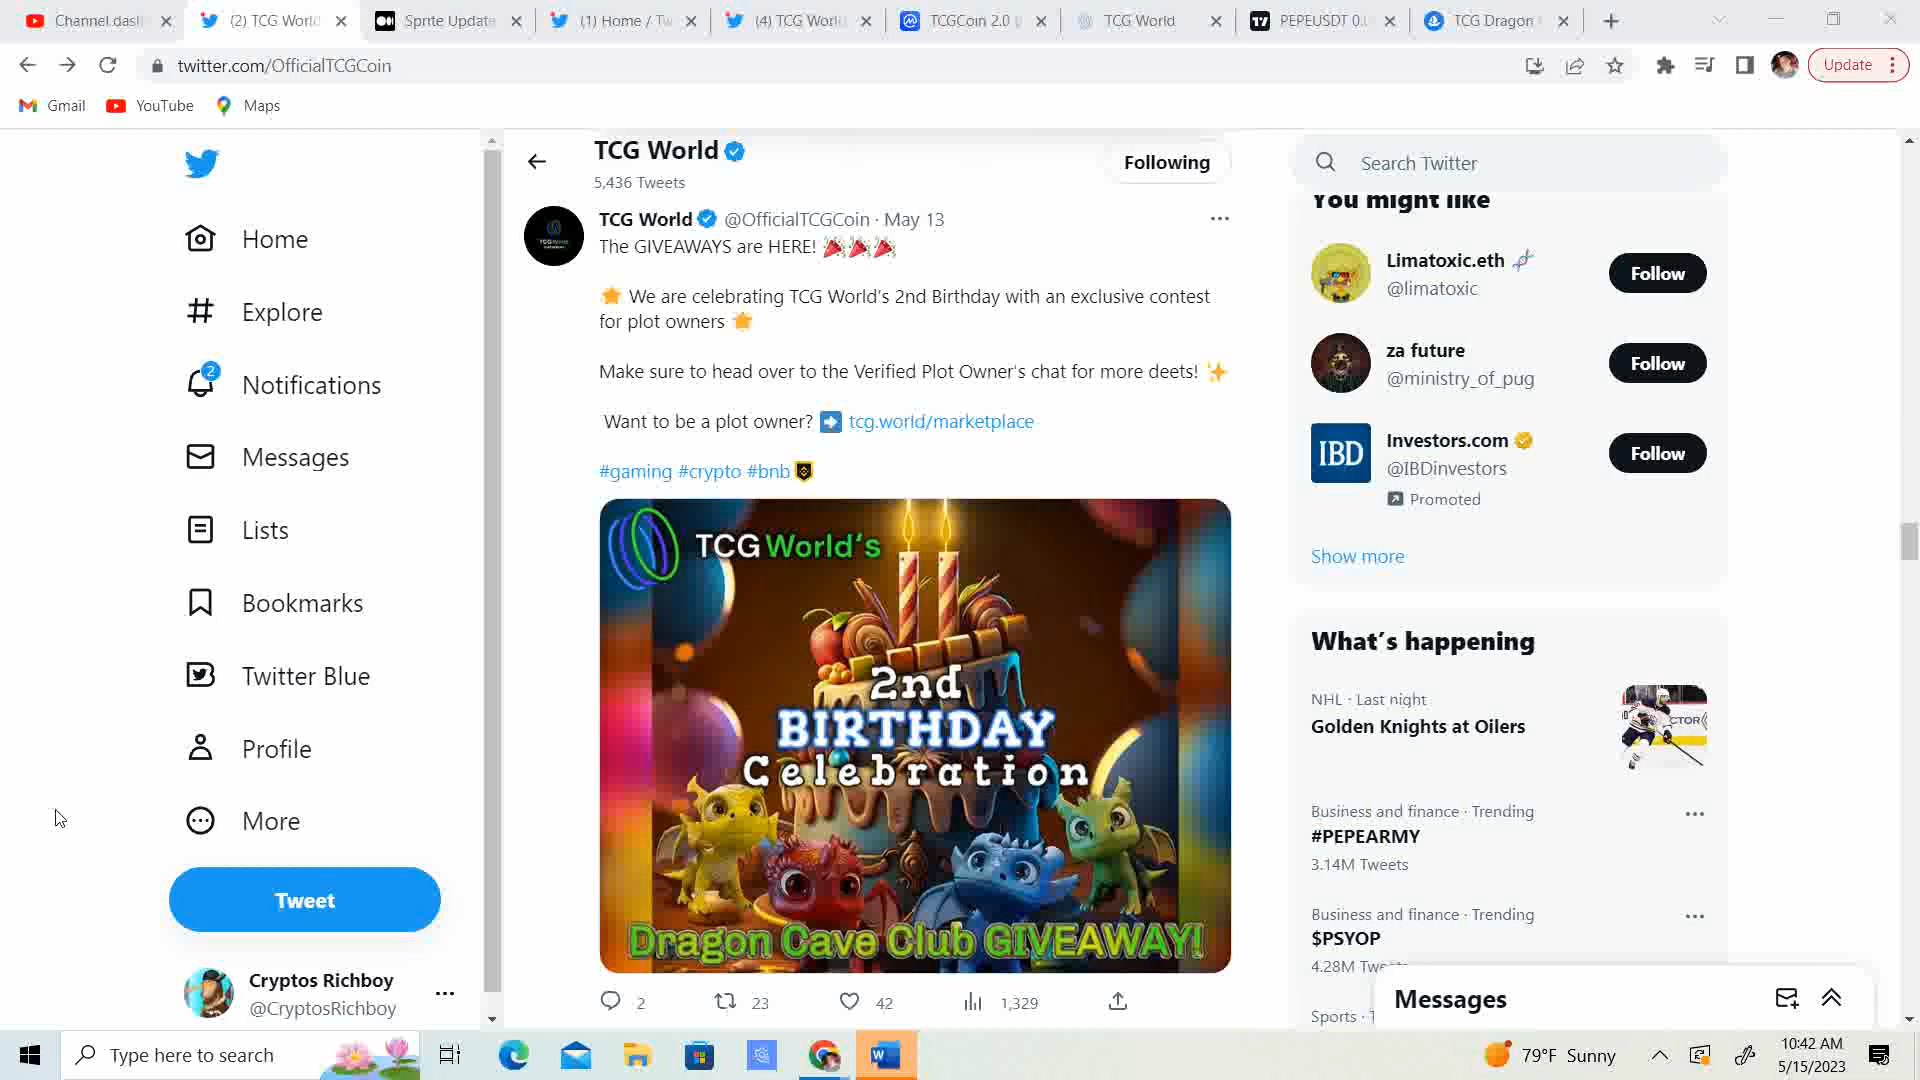 Channel dash
(2) TCG World
Sprite Update
(1) Home / Tw
(4) TCG World
TCGCoin 2.0
TCG World
PEPEUSDT 0.
TCG Dragon
twitter.com/OfficialTCGCoin
Update
Gmail
YouTube
Maps
Home
Explore
2
Notifications
Messages
Lists
Bookmarks
Twitter Blue
Profile
More
Tweet
Cryptos Richboy
@CryptosRichboy
TCG World
5,436 Tweets
Following
TCG World @OfficialTCGCoin · May 13
The GIVEAWAYS are HERE! 🎉🎉🎉
🌟 We are celebrating TCG World's 2nd Birthday with an exclusive contest
for plot owners 🌟
Make sure to head over to the Verified Plot Owner's chat for more deets! ✨
Want to be a plot owner? ➡️ tcg.world/marketplace
#gaming #crypto #bnb
TCG World's
2nd
BIRTHDAY
Celebration
Dragon Cave Club GIVEAWAY!
2
23
42
1,329
Search Twitter
You might like
Limatoxic.eth 🧬
@limatoxic
Follow
za future
@ministry_of_pug
Follow
IBD
Investors.com
@IBDinvestors
Follow
Promoted
Show more
What's happening
NHL · Last night
Golden Knights at Oilers
Business and finance · Trending
#PEPEARMY
3.14M Tweets
Business and finance · Trending
$PSYOP
4.28M Tweets
Sports ·
Messages
Type here to search
79°F Sunny
10:42 AM
5/15/2023